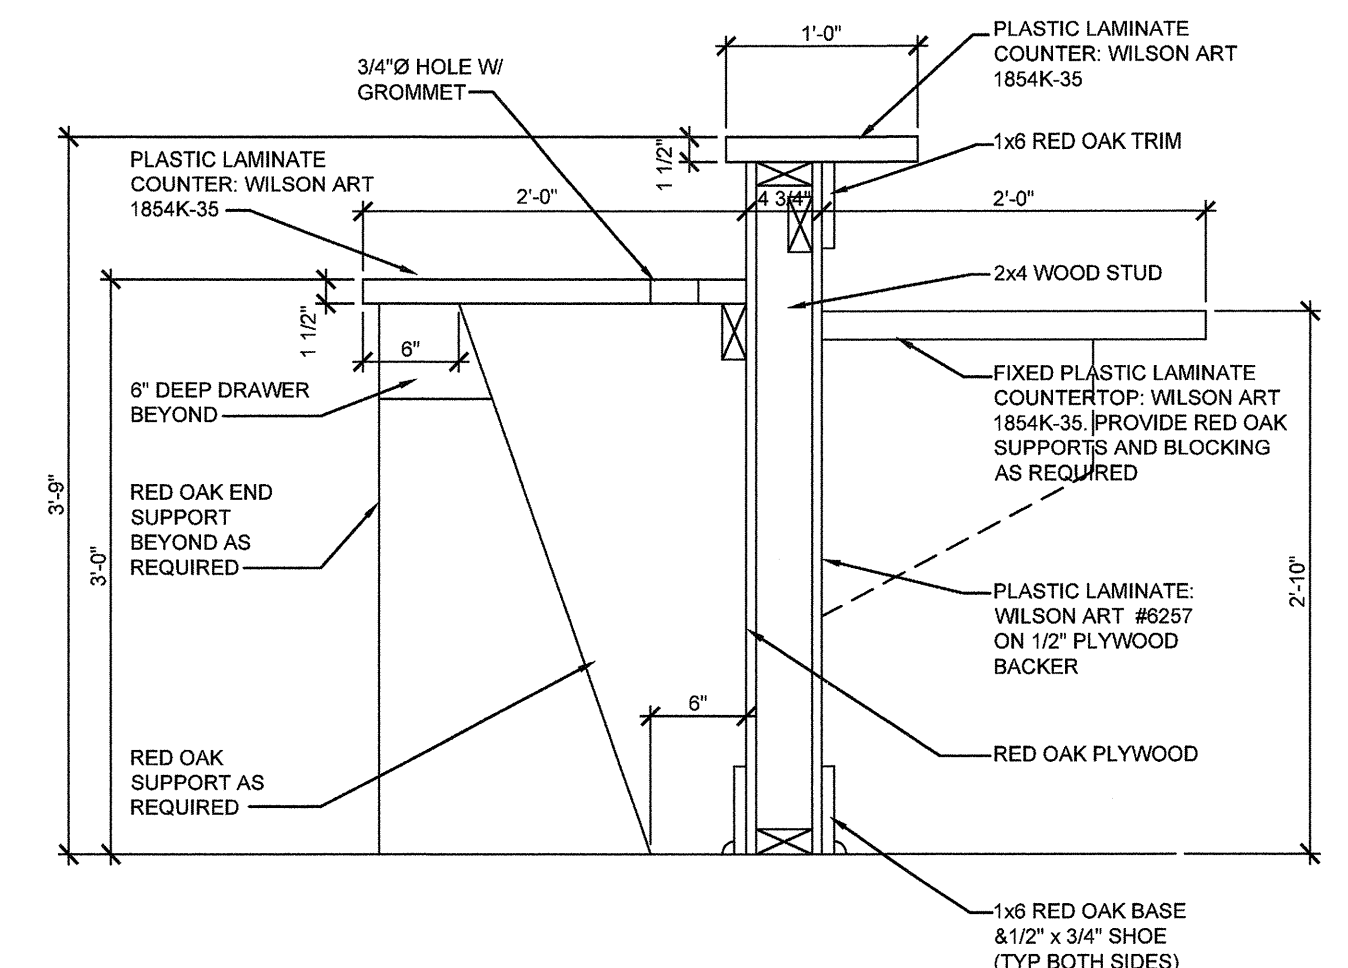 1'-0"
PLASTIC LAMINATE
COUNTER: WILSON ART
1854K-35
3/4"Ø HOLE W/
GROMMET
1x6 RED OAK TRIM
PLASTIC LAMINATE
COUNTER: WILSON ART
1854K-35
1 1/2"
2'-0"
4 3/4"
2'-0"
2x4 WOOD STUD
1 1/2"
6"
6" DEEP DRAWER
BEYOND
FIXED PLASTIC LAMINATE
COUNTERTOP: WILSON ART
1854K-35. PROVIDE RED OAK
SUPPORTS AND BLOCKING
AS REQUIRED
3'-9"
RED OAK END
SUPPORT
BEYOND AS
REQUIRED
3'-0"
2'-10"
PLASTIC LAMINATE:
WILSON ART #6257
ON 1/2" PLYWOOD
BACKER
6"
RED OAK PLYWOOD
RED OAK
SUPPORT AS
REQUIRED
1x6 RED OAK BASE
&1/2" x 3/4" SHOE
(TYP BOTH SIDES)